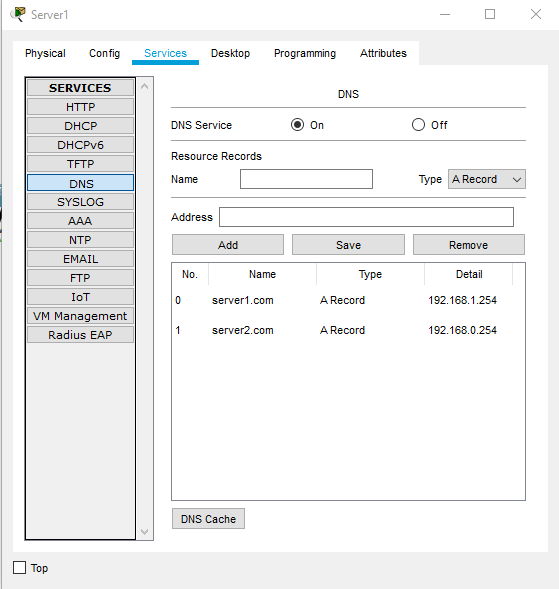 Server1
Physical Config Services Desktop Programming Attributes
SERVICES
HTTP
DHCP
DHCPv6
TFTP
DNS
SYSLOG
AAA
NTP
EMAIL
FTP
IoT
VM Management
Radius EAP
DNS
DNS Service On Off
Resource Records
Name Type A Record
Address
Add Save Remove
No. Name Type Detail
0 server1.com A Record 192.168.1.254
1 server2.com A Record 192.168.0.254
DNS Cache
Top